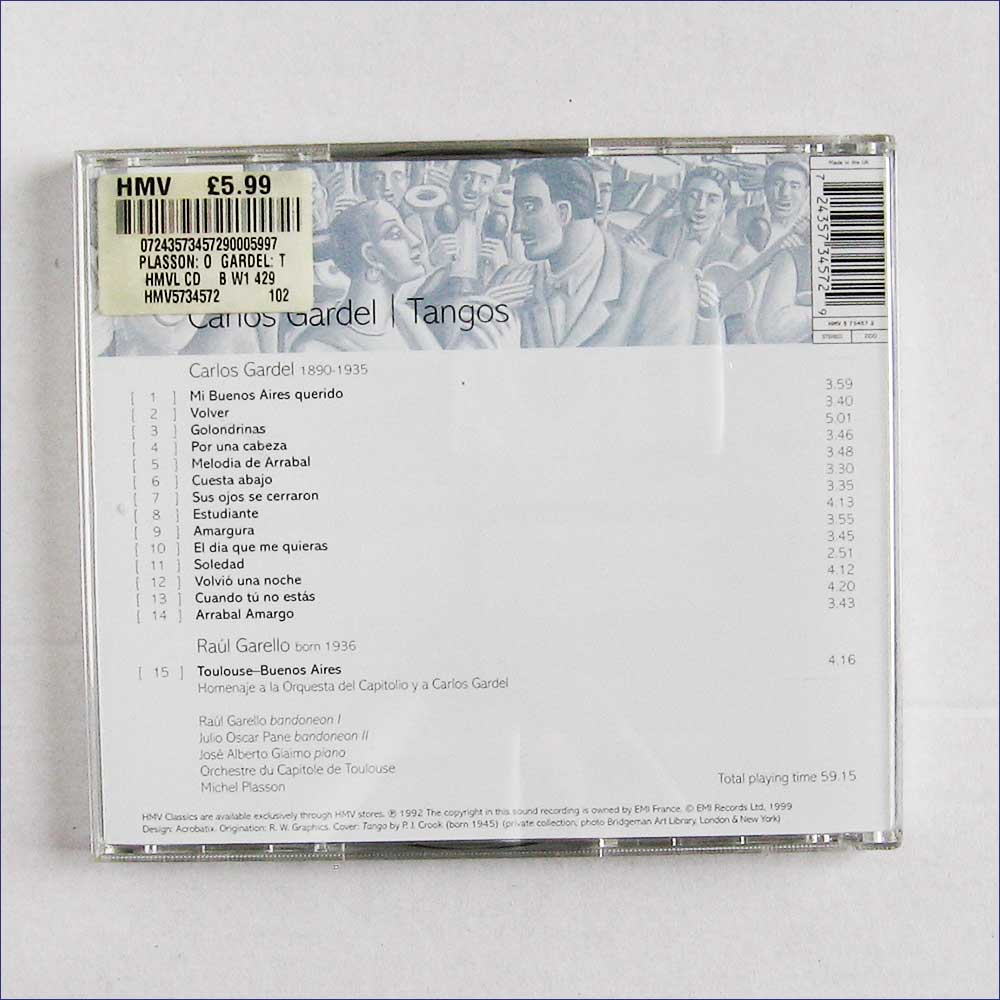 HMV £5.99
07243573457290005997
PLASSON: O GARDEL: T
HMVL CD B W1 429
HMV5734572 102
Made in the UK
7 24357 34572 9
HMV 5 73457 2
STEREO DDD
Carlos Gardel | Tangos
Carlos Gardel 1890-1935
[ 1 ] Mi Buenos Aires querido 3.59
[ 2 ] Volver 3.40
[ 3 ] Golondrinas 5.01
[ 4 ] Por una cabeza 3.46
[ 5 ] Melodia de Arrabal 3.48
[ 6 ] Cuesta abajo 3.30
[ 7 ] Sus ojos se cerraron 3.35
[ 8 ] Estudiante 4.13
[ 9 ] Amargura 3.55
[ 10 ] El dia que me quieras 3.45
[ 11 ] Soledad 2.51
[ 12 ] Volvió una noche 4.12
[ 13 ] Cuando tú no estás 4.20
[ 14 ] Arrabal Amargo 3.43
Raúl Garello born 1936
[ 15 ] Toulouse–Buenos Aires 4.16
Homenaje a la Orquesta del Capitolio y a Carlos Gardel
Raúl Garello bandoneon I
Julio Oscar Pane bandoneon II
José Alberto Giaimo piano
Orchestre du Capitole de Toulouse
Michel Plasson
Total playing time 59.15
HMV Classics are available exclusively through HMV stores. ℗ 1992 The copyright in this sound recording is owned by EMI France. © EMI Records Ltd, 1999
Design: Acrobatix. Origination: R. W. Graphics. Cover: Tango by P. J. Crook (born 1945) (private collection, photo Bridgeman Art Library, London & New York)